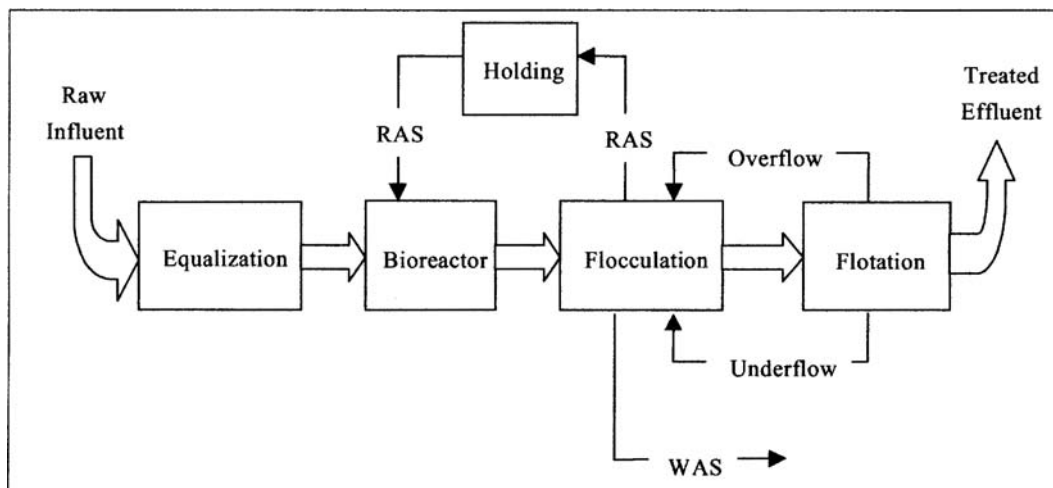 Holding
Raw
Influent
Treated
Effluent
RAS
RAS
Overflow
Equalization
Bioreactor
Flocculation
Flotation
Underflow
WAS